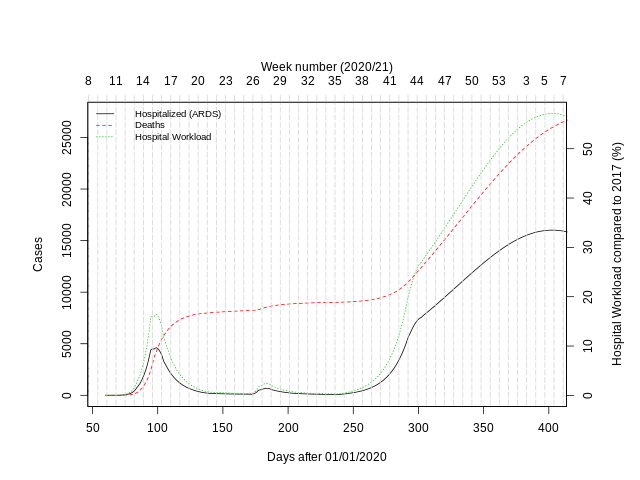 Week number (2020/21)
8 11 14 17 20 23 26 29 32 35 38 41 44 47 50 53 3 5 7
Hospitalized (ARDS)
Deaths
Hospital Workload
Cases
0 5000 10000 15000 20000 25000
Hospital Workload compared to 2017 (%)
0 10 20 30 40 50
50 100 150 200 250 300 350 400
Days after 01/01/2020